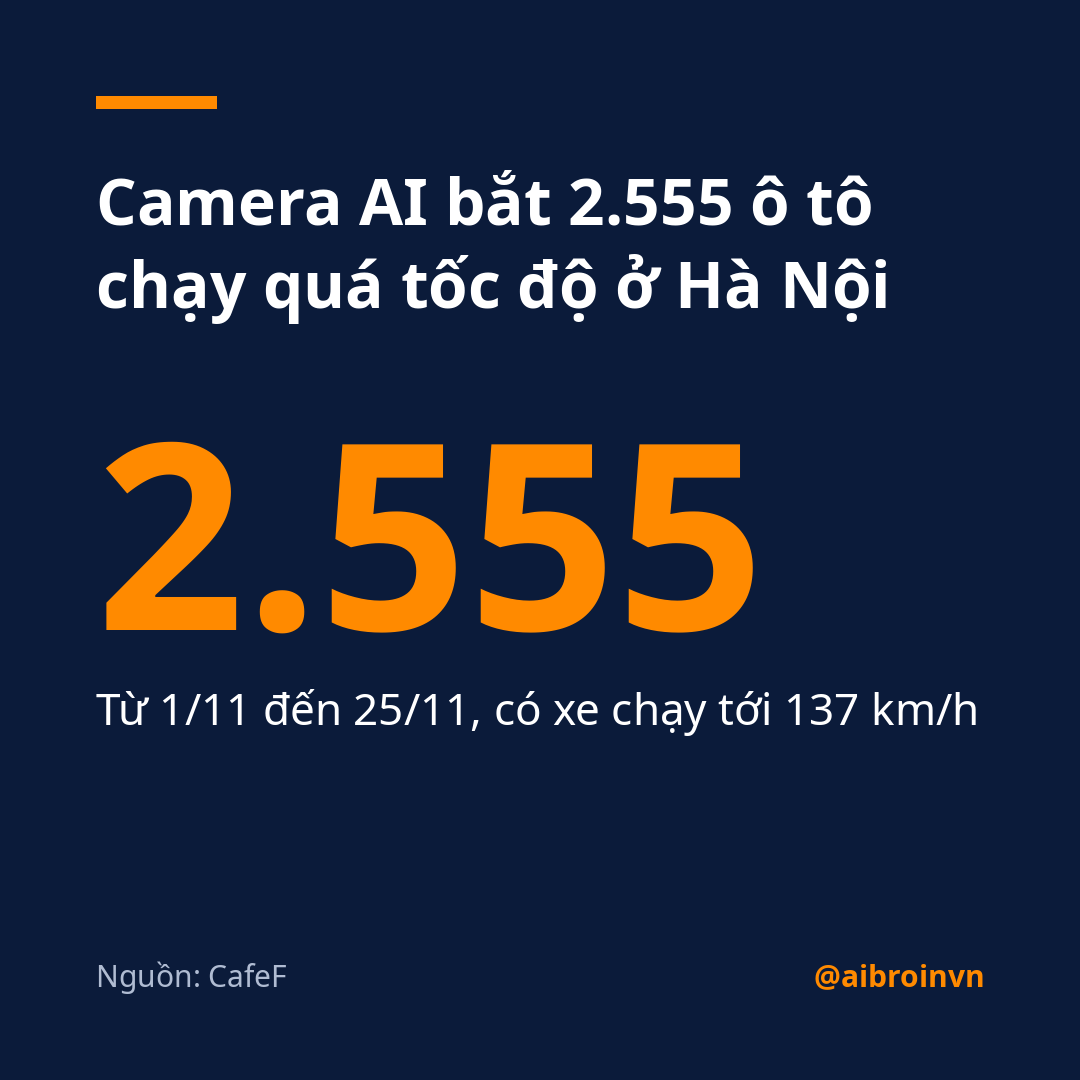 Camera AI bắt 2.555 ô tô
chạy quá tốc độ ở Hà Nội
2.555
Từ 1/11 đến 25/11, có xe chạy tới 137 km/h
Nguồn: CafeF
@aibroinvn